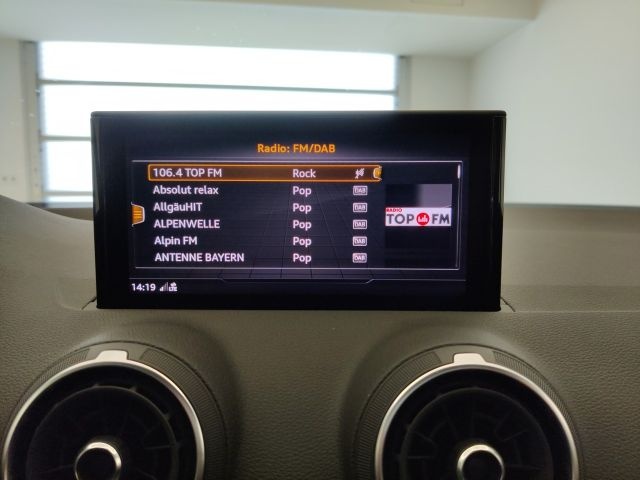 Radio: FM/DAB
106.4 TOP FM Rock
Absolut relax Pop DAB
AllgäuHIT Pop DAB
ALPENWELLE Pop DAB
Alpin FM Pop DAB
ANTENNE BAYERN Pop DAB
RADIO
TOP FM
14:19 LTE